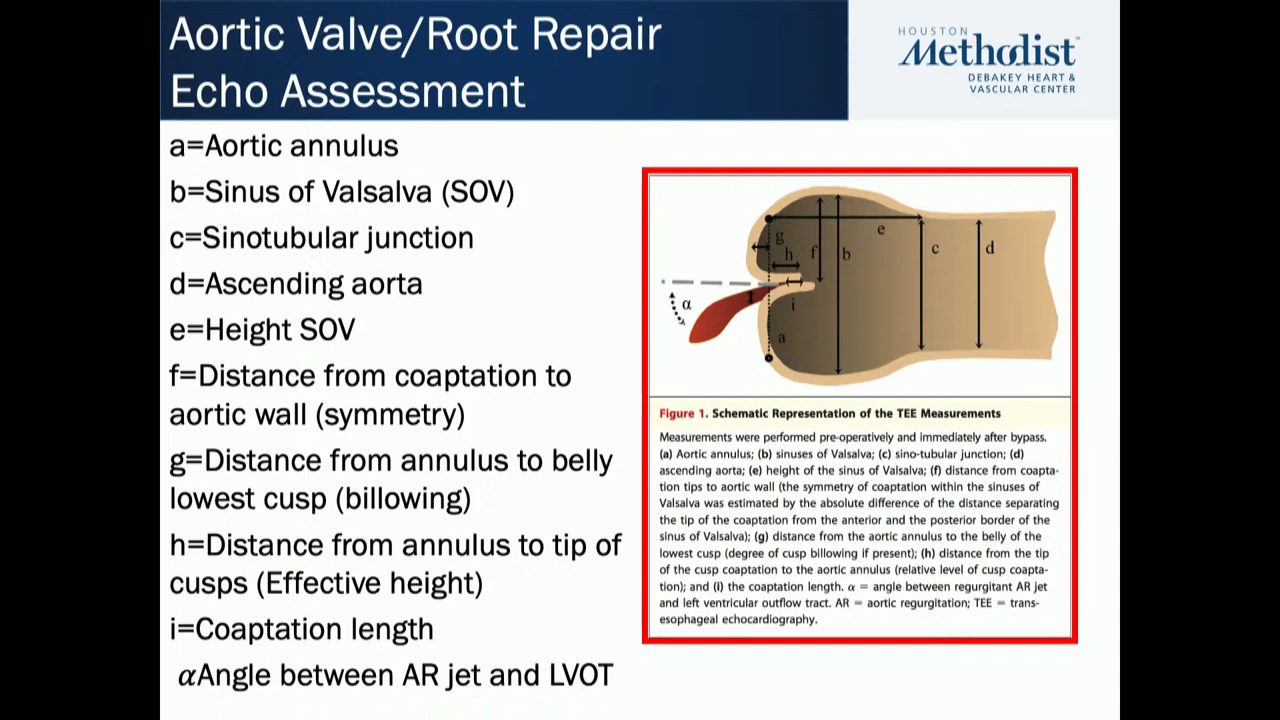 Aortic Valve/Root Repair
Echo Assessment
HOUSTON
Methodist
DEBAKEY HEART &
VASCULAR CENTER
a=Aortic annulus
b=Sinus of Valsalva (SOV)
c=Sinotubular junction
d=Ascending aorta
e=Height SOV
f=Distance from coaptation to
aortic wall (symmetry)
g=Distance from annulus to belly
lowest cusp (billowing)
h=Distance from annulus to tip of
cusps (Effective height)
i=Coaptation length
αAngle between AR jet and LVOT
g
h
f
b
e
c
d
α
i
a
Figure 1. Schematic Representation of the TEE Measurements
Measurements were performed pre-operatively and immediately after bypass.
(a) Aortic annulus; (b) sinuses of Valsalva; (c) sino-tubular junction; (d)
ascending aorta; (e) height of the sinus of Valsalva; (f) distance from coapta-
tion tips to aortic wall (the symmetry of coaptation within the sinuses of
Valsalva was estimated by the absolute difference of the distance separating
the tip of the coaptation from the anterior and the posterior border of the
sinus of Valsalva); (g) distance from the aortic annulus to the belly of the
lowest cusp (degree of cusp billowing if present); (h) distance from the tip
of the cusp coaptation to the aortic annulus (relative level of cusp coapta-
tion); and (i) the coaptation length. α = angle between regurgitant AR jet
and left ventricular outflow tract. AR = aortic regurgitation; TEE = trans-
esophageal echocardiography.